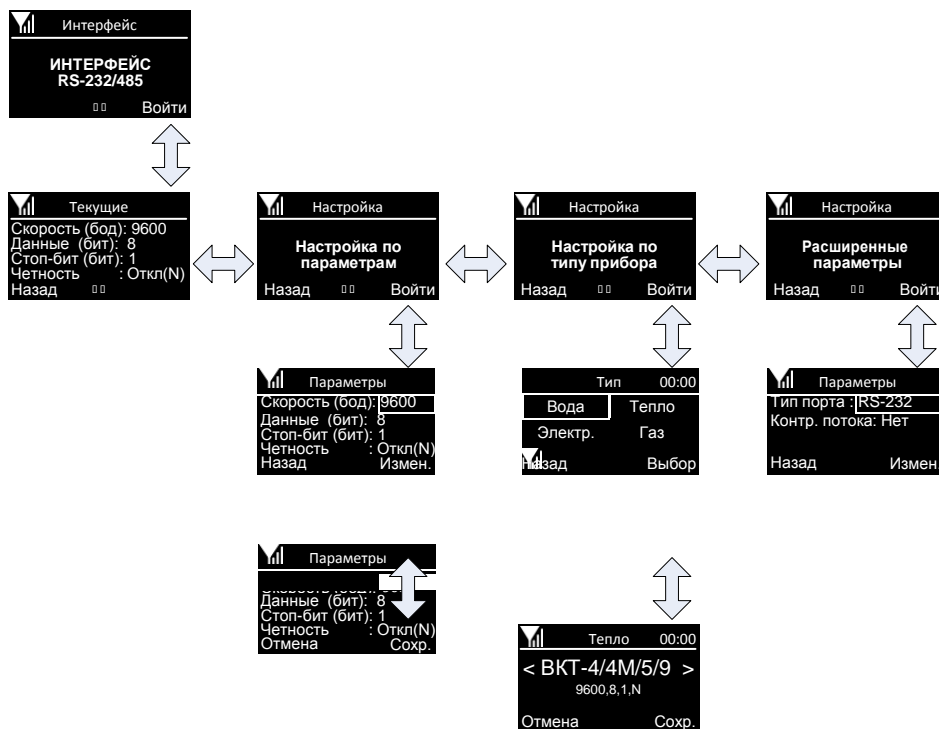 Интерфейс
ИНТЕРФЕЙС
RS-232/485
Войти
Текущие
Скорость (бод): 9600
Данные (бит): 8
Стоп-бит (бит): 1
Четность : Откл(N)
Назад
Настройка
Настройка по
параметрам
Назад Войти
Настройка
Настройка по
типу прибора
Назад Войти
Настройка
Расширенные
параметры
Назад Войти
Параметры
Скорость (бод): 9600
Данные (бит): 8
Стоп-бит (бит): 1
Четность : Откл(N)
Назад Измен.
Тип 00:00
Вода Тепло
Электр. Газ
Назад Выбор
Параметры
Тип порта : RS-232
Контр. потока: Нет
Назад Измен
Параметры
Данные (бит): 8
Стоп-бит (бит): 1
Четность : Откл(N)
Отмена Сохр.
Тепло 00:00
< ВКТ-4/4М/5/9 >
9600,8,1,N
Отмена Сохр.